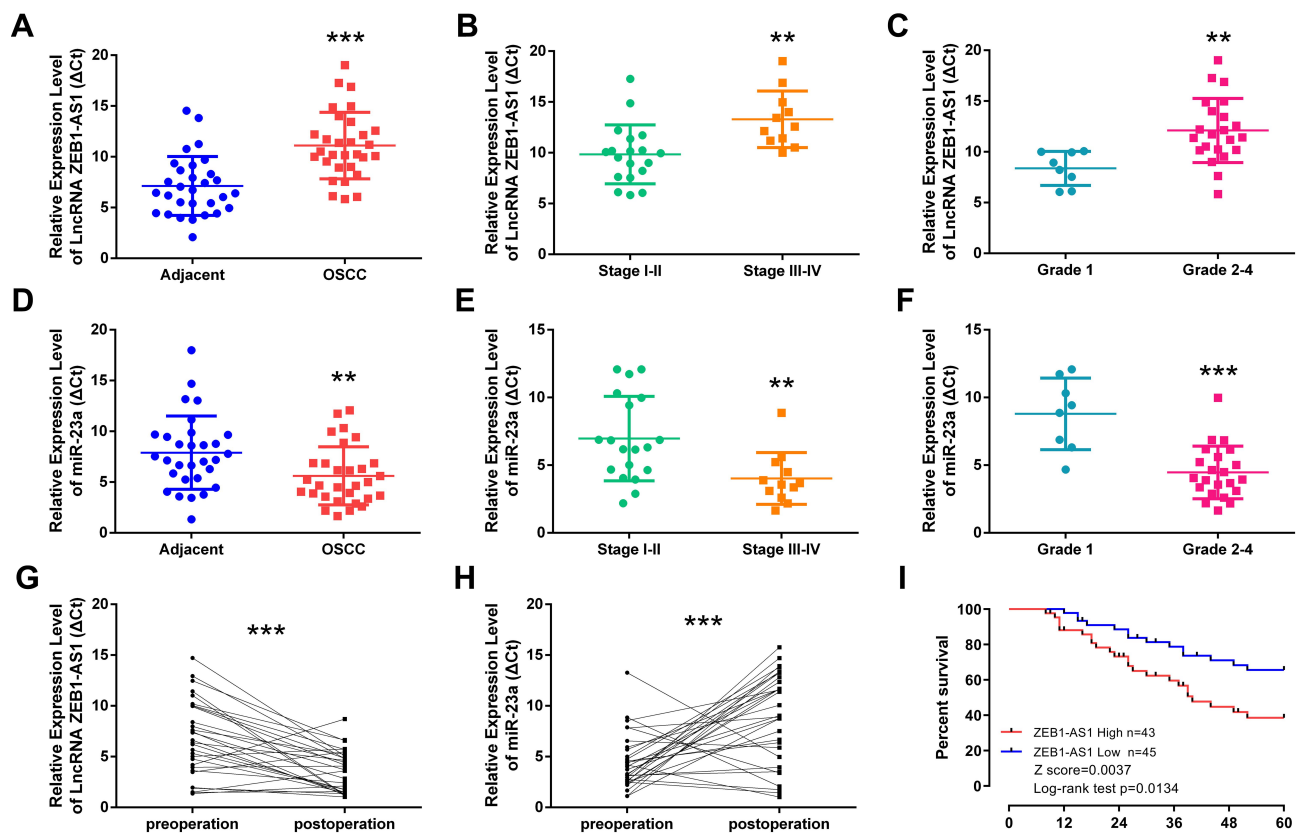 A
Relative Expression Level
of LncRNA ZEB1-AS1 (ΔCt)
20
15
10
5
0
***
Adjacent
OSCC
B
Relative Expression Level
of LncRNA ZEB1-AS1 (ΔCt)
20
15
10
5
0
**
Stage I-II
Stage III-IV
C
Relative Expression Level
of LncRNA ZEB1-AS1 (ΔCt)
20
15
10
5
0
**
Grade 1
Grade 2-4
D
Relative Expression Level
of miR-23a (ΔCt)
20
15
10
5
0
**
Adjacent
OSCC
E
Relative Expression Level
of miR-23a (ΔCt)
15
10
5
0
**
Stage I-II
Stage III-IV
F
Relative Expression Level
of miR-23a (ΔCt)
15
10
5
0
***
Grade 1
Grade 2-4
G
Relative Expression Level
of LncRNA ZEB1-AS1 (ΔCt)
20
15
10
5
0
***
preoperation
postoperation
H
Relative Expression Level
of miR-23a (ΔCt)
20
15
10
5
0
***
preoperation
postoperation
I
Percent survival
100
80
60
40
20
0
ZEB1-AS1 High n=43
ZEB1-AS1 Low n=45
Z score=0.0037
Log-rank test p=0.0134
0 12 24 36 48 60